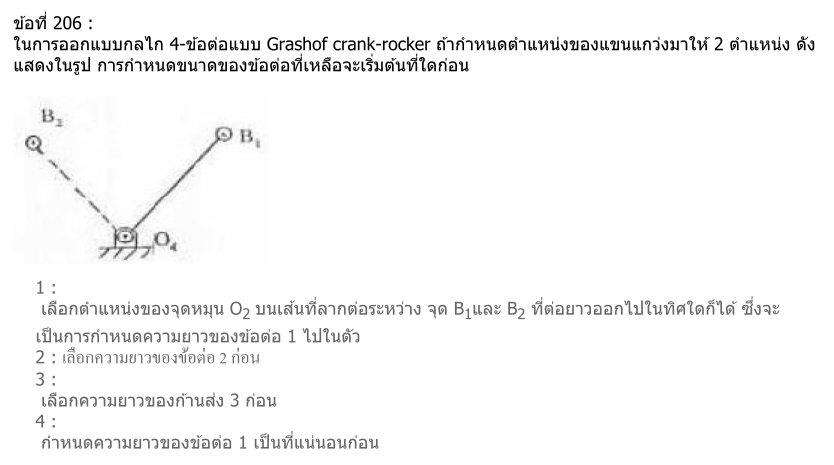 ข้อที่ 206 :
ในการออกแบบกลไก 4-ข้อต่อแบบ Grashof crank-rocker ถ้ากำหนดตำแหน่งของแขนแกว่งมาให้ 2 ตำแหน่ง ดัง
แสดงในรูป การกำหนดขนาดของข้อต่อที่เหลือจะเริ่มต้นที่ใดก่อน
B₂
B₁
O₄
1 :
เลือกตำแหน่งของจุดหมุน O₂ บนเส้นที่ลากต่อระหว่าง จุด B₁และ B₂ ที่ต่อยาวออกไปในทิศใดก็ได้ ซึ่งจะ
เป็นการกำหนดความยาวของข้อต่อ 1 ไปในตัว
2 : เลือกความยาวของข้อต่อ 2 ก่อน
3 :
เลือกความยาวของก้านส่ง 3 ก่อน
4 :
กำหนดความยาวของข้อต่อ 1 เป็นที่แน่นอนก่อน